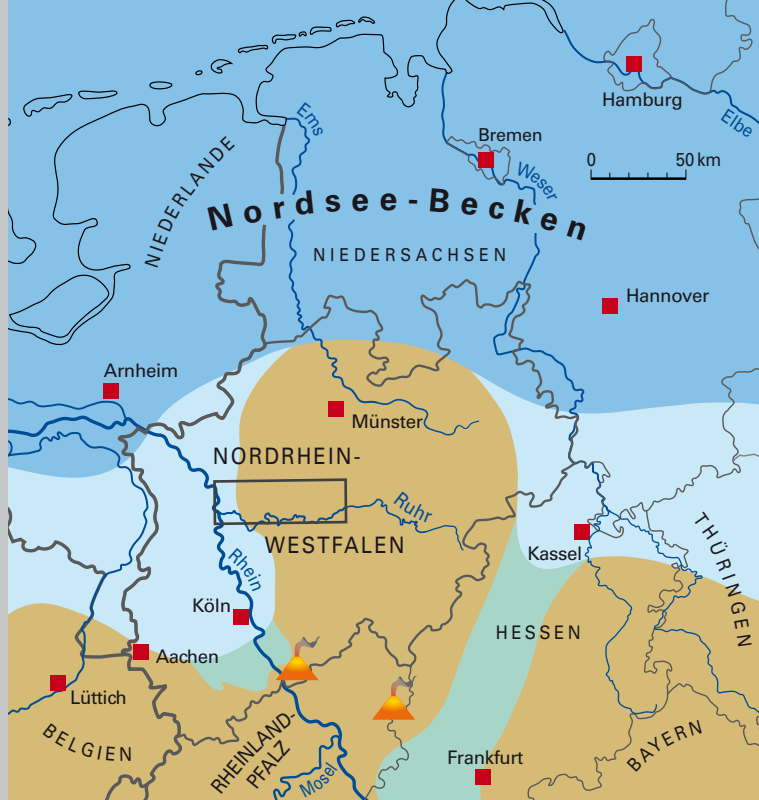 Hamburg
Elbe
Ems
Bremen
Weser
0 50 km
NIEDERLANDE
Nordsee-Becken
NIEDERSACHSEN
Hannover
Arnheim
Münster
NORDRHEIN-
WESTFALEN
Ruhr
Rhein
Kassel
THÜRINGEN
Köln
HESSEN
Aachen
Lüttich
BELGIEN
RHEINLAND-
PFALZ
Mosel
Frankfurt
BAYERN